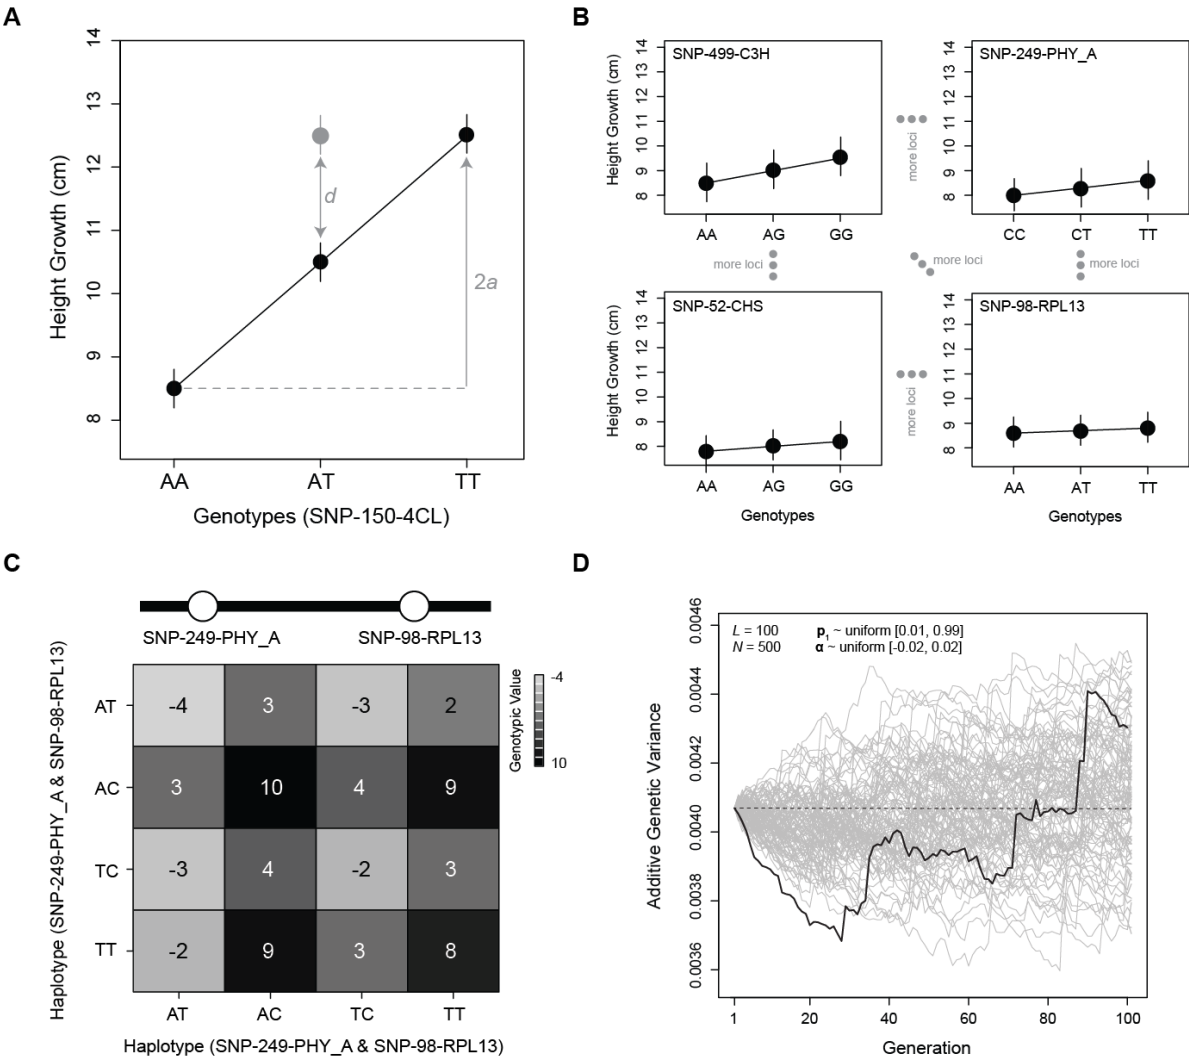 A
14
13
12
11
10
9
8
Height Growth (cm)
d
2a
AA AT TT
Genotypes (SNP-150-4CL)
B
SNP-499-C3H
14
13
12
11
10
9
8
Height Growth (cm)
AA AG GG
more loci
SNP-249-PHY_A
14
13
12
11
10
9
8
CC CT TT
more loci
more loci
more loci
SNP-52-CHS
14
13
12
11
10
9
8
Height Growth (cm)
AA AG GG
Genotypes
more loci
SNP-98-RPL13
14
13
12
11
10
9
8
AA AT TT
Genotypes
C
SNP-249-PHY_A SNP-98-RPL13
Haplotype (SNP-249-PHY_A & SNP-98-RPL13)
AT -4 3 -3 2
AC 3 10 4 9
TC -3 4 -2 3
TT -2 9 3 8
AT AC TC TT
Haplotype (SNP-249-PHY_A & SNP-98-RPL13)
Genotypic Value
-4
10
D
L = 100 p1 ~ uniform [0.01, 0.99]
N = 500 α ~ uniform [-0.02, 0.02]
0.0046
0.0044
0.0042
0.0040
0.0038
0.0036
Additive Genetic Variance
1 20 40 60 80 100
Generation